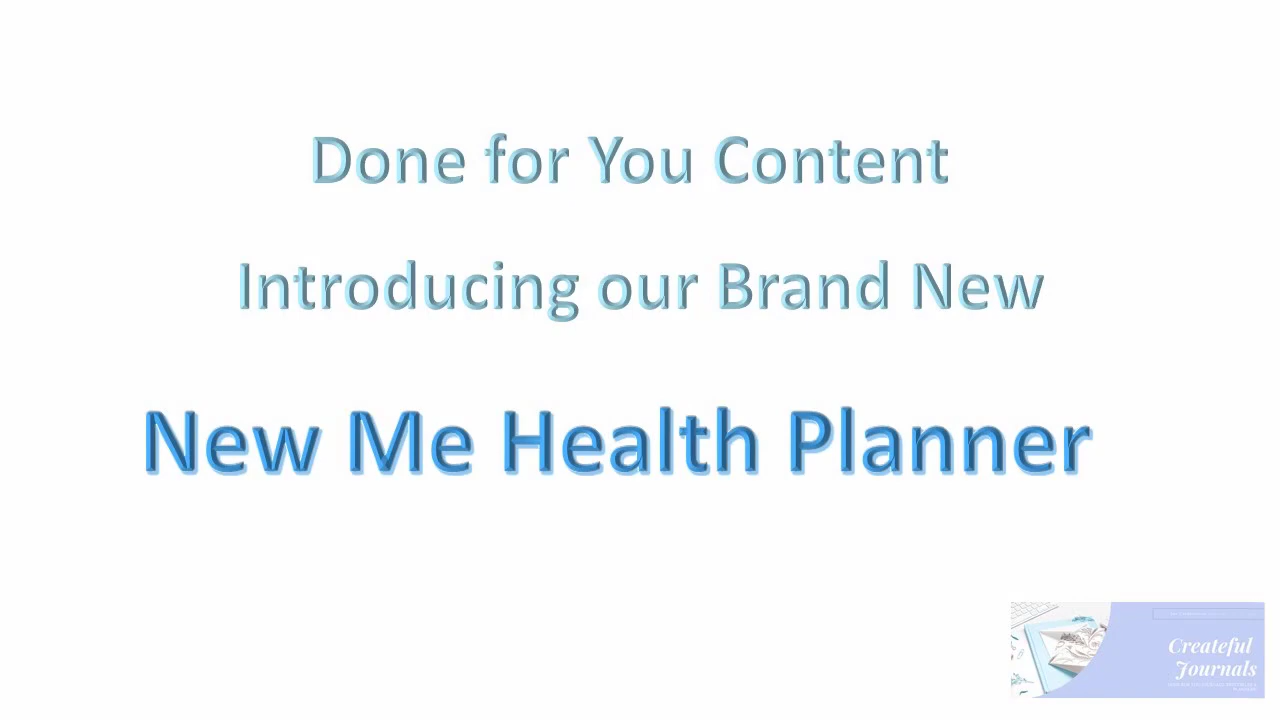 Done for You Content
Introducing our Brand New
New Me Health Planner
Createful
Journals